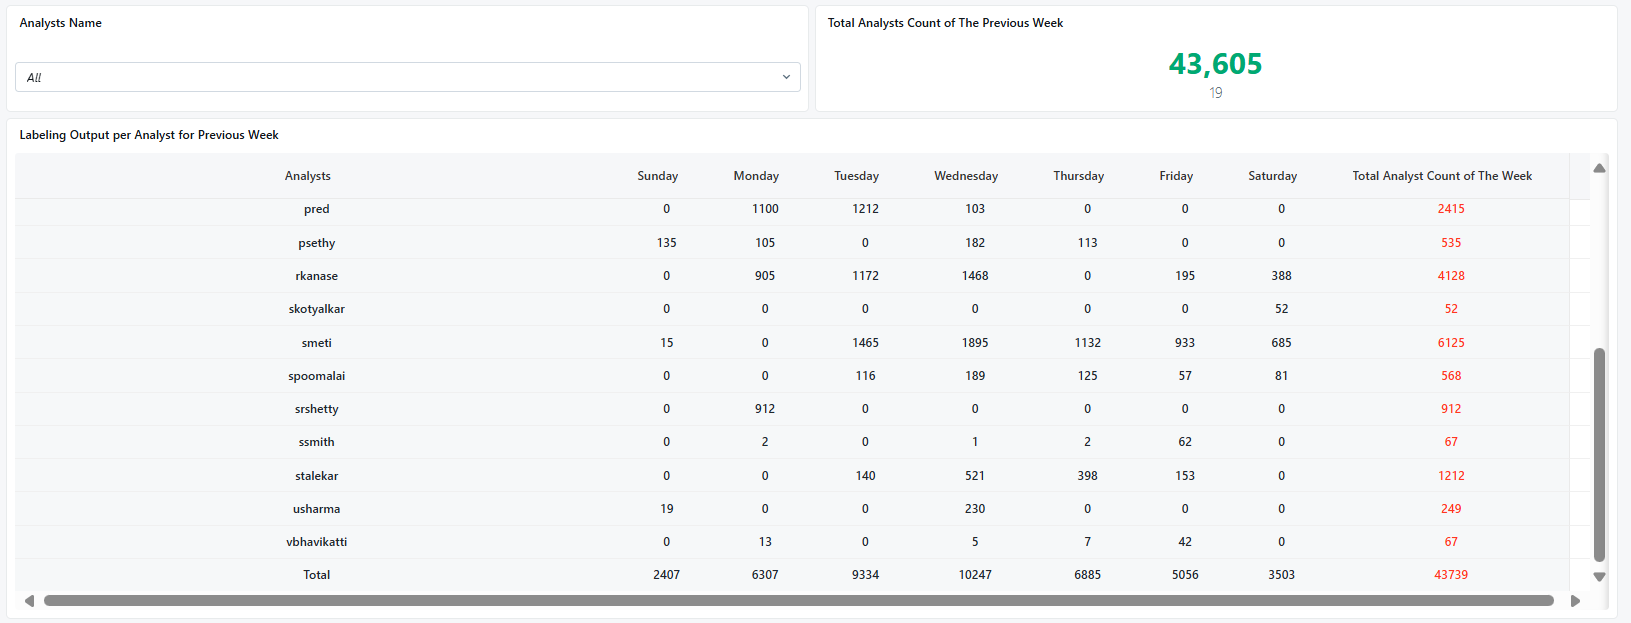 Analysts Name
All
Total Analysts Count of The Previous Week
43,605
19
Labeling Output per Analyst for Previous Week
Analysts Sunday Monday Tuesday Wednesday Thursday Friday Saturday Total Analyst Count of The Week
pred 0 1100 1212 103 0 0 0 2415
psethy 135 105 0 182 113 0 0 535
rkanase 0 905 1172 1468 0 195 388 4128
skotyalkar 0 0 0 0 0 0 52 52
smeti 15 0 1465 1895 1132 933 685 6125
spoomalai 0 0 116 189 125 57 81 568
srshetty 0 912 0 0 0 0 0 912
ssmith 0 2 0 1 2 62 0 67
stalekar 0 0 140 521 398 153 0 1212
usharma 19 0 0 230 0 0 0 249
vbhavikatti 0 13 0 5 7 42 0 67
Total 2407 6307 9334 10247 6885 5056 3503 43739